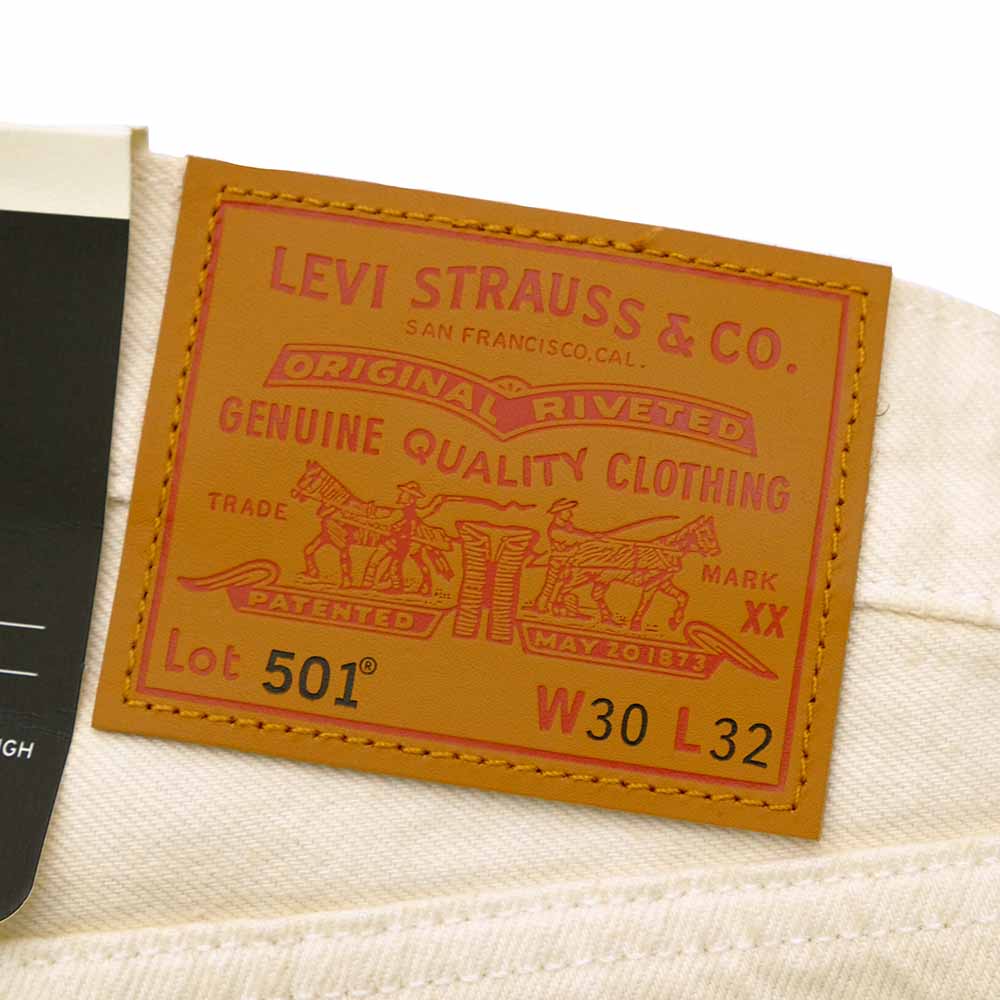 LEVI STRAUSS & CO.
SAN FRANCISCO, CAL.
ORIGINAL RIVETED
GENUINE QUALITY CLOTHING
TRADE MARK
XX
PATENTED MAY 20 1873
Lot 501® W30 L32